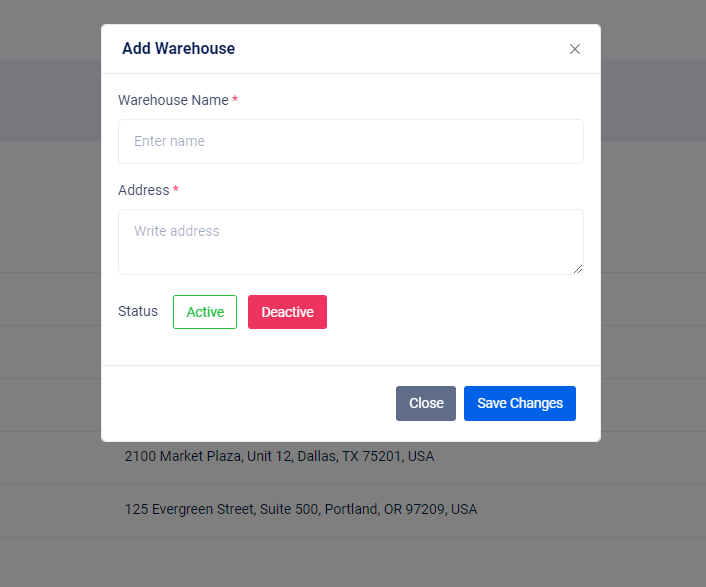 Add Warehouse
Warehouse Name *
Enter name
Address *
Write address
Status Active Deactive
Close Save Changes
2100 Market Plaza, Unit 12, Dallas, TX 75201, USA
125 Evergreen Street, Suite 500, Portland, OR 97209, USA